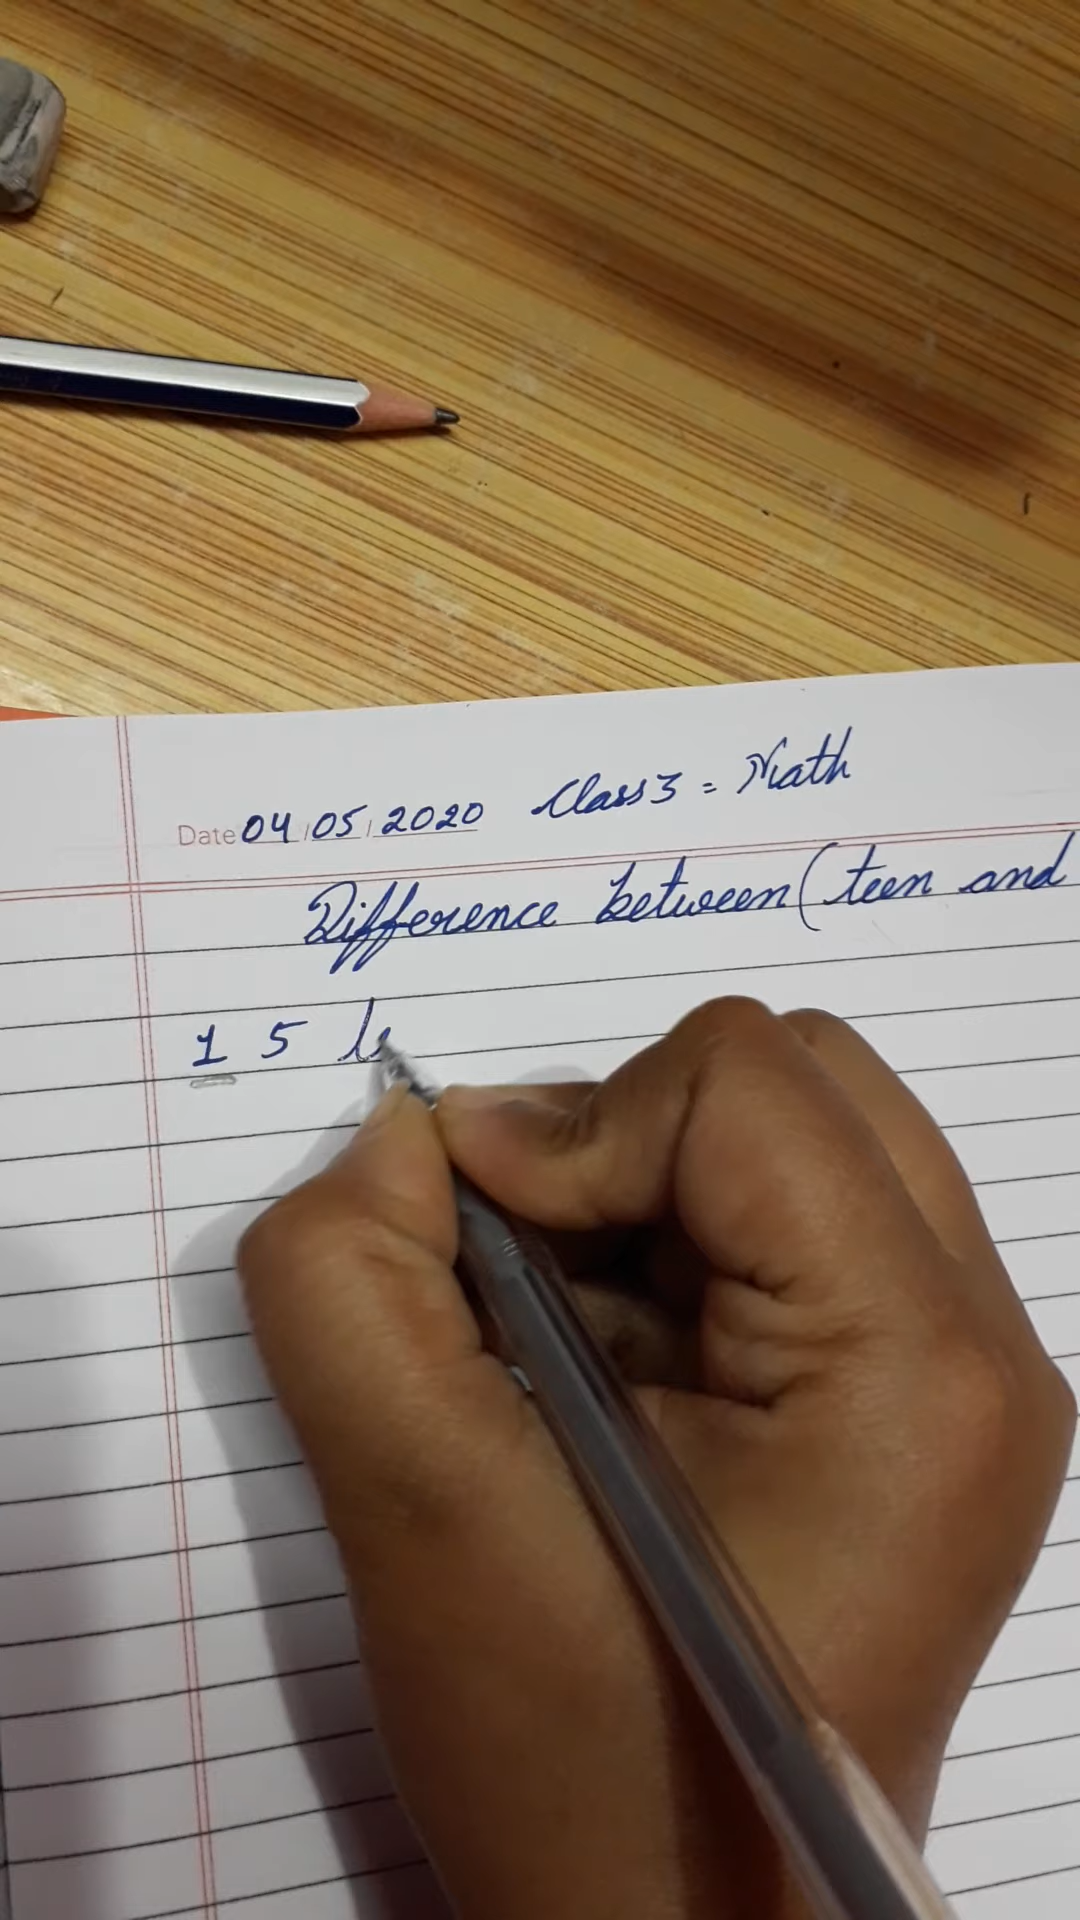 Date 04/05/2020 Class 3 = Math
Difference between (teen and
1 5